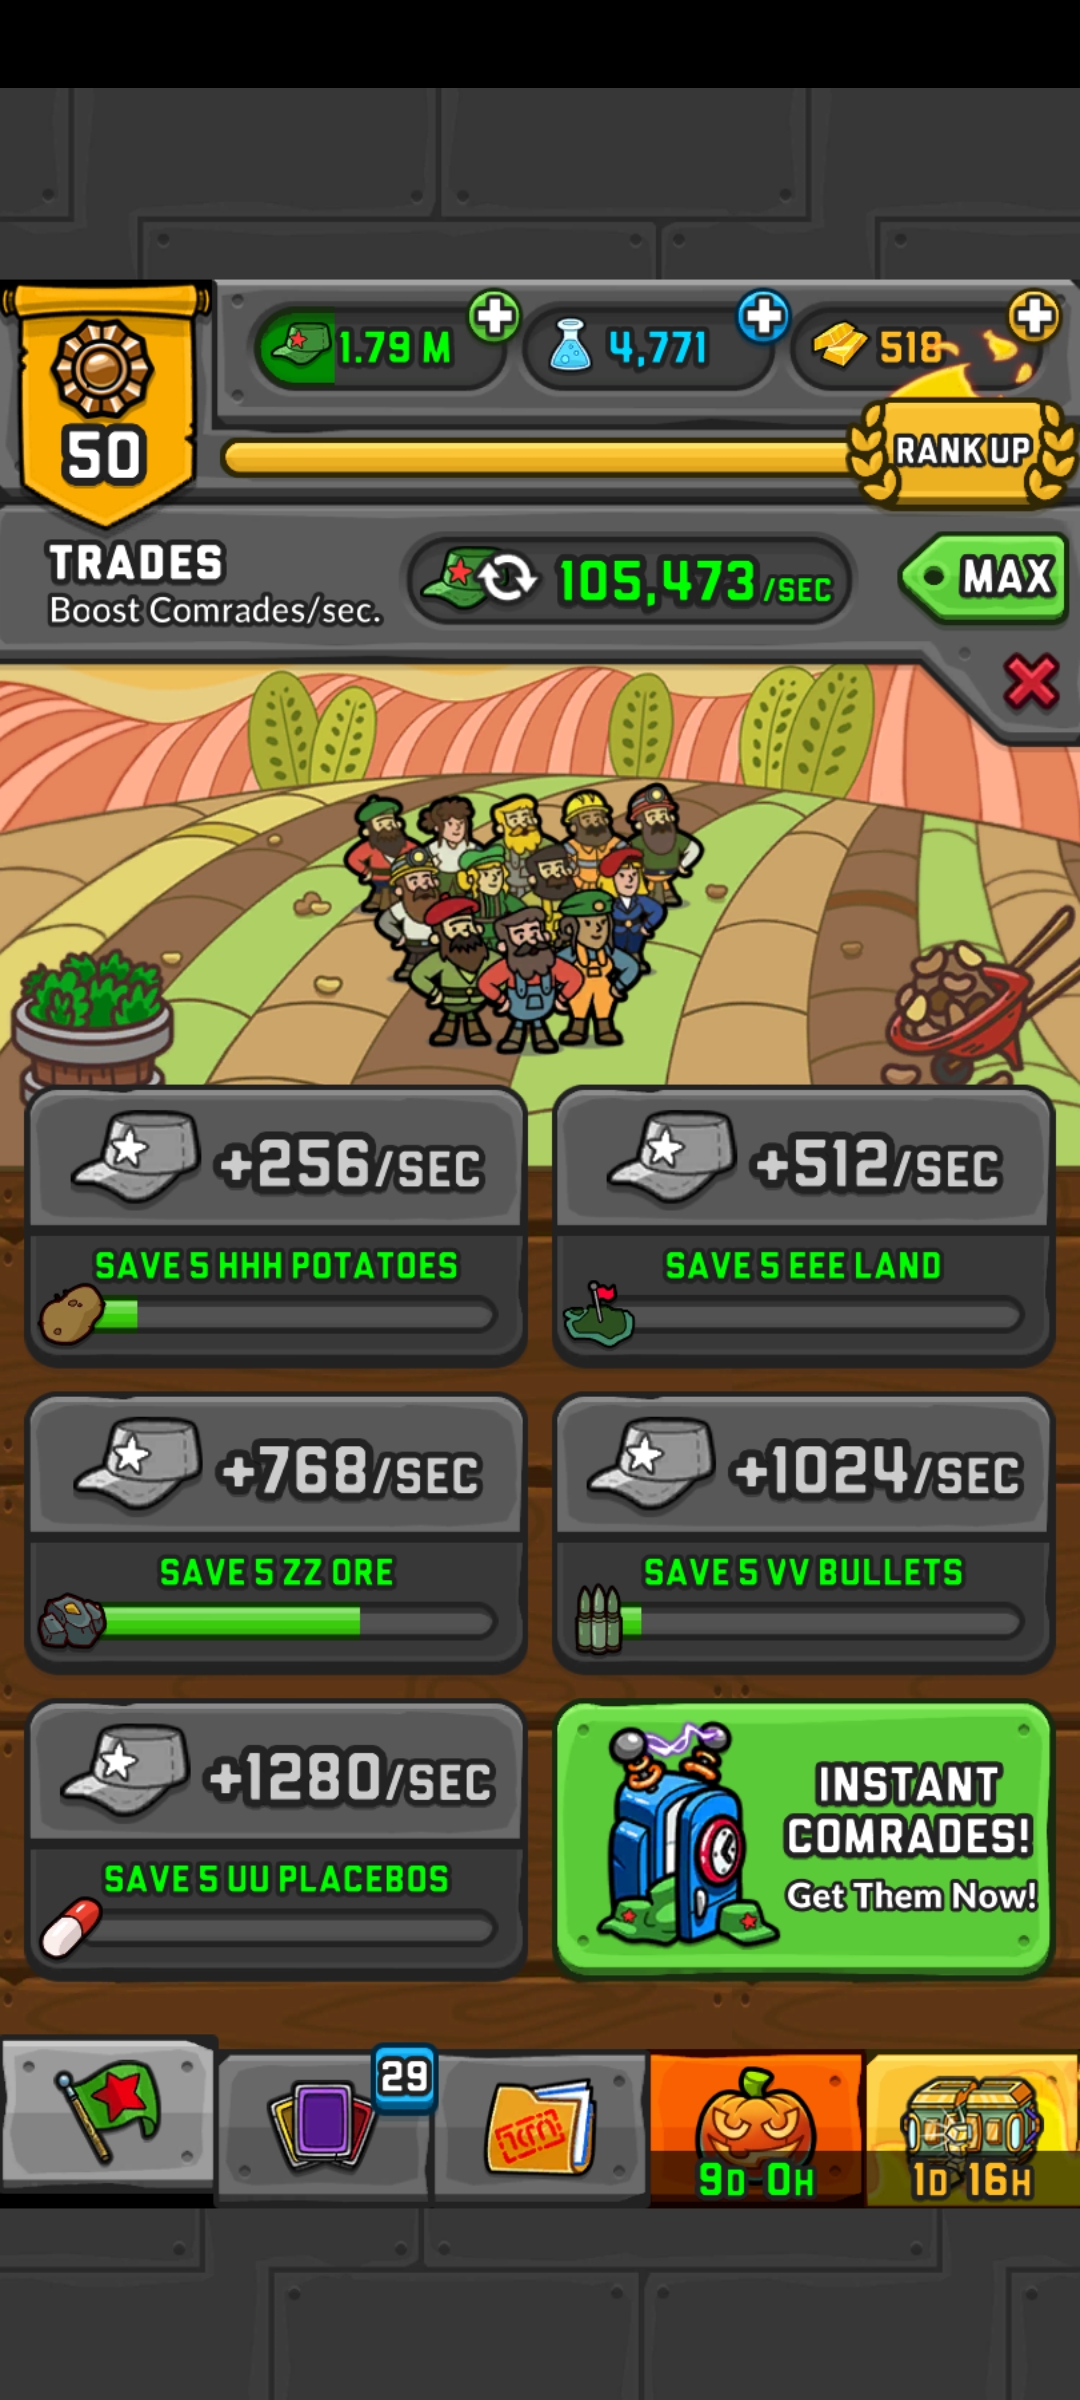 1.79 M
4,771
518
50
RANK UP
TRADES
Boost Comrades/sec.
105,473/SEC
MAX
+256/SEC
SAVE 5 HHH POTATOES
+512/SEC
SAVE 5 EEE LAND
+768/SEC
SAVE 5 ZZ ORE
+1024/SEC
SAVE 5 VV BULLETS
+1280/SEC
SAVE 5 UU PLACEBOS
INSTANT
COMRADES!
Get Them Now!
29
9D 0H
1D 16H